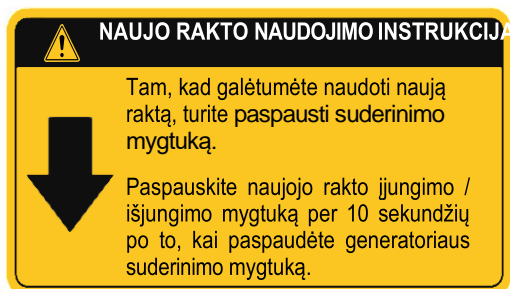 NAUJO RAKTO NAUDOJIMO INSTRUKCIJA
Tam, kad galėtumėte naudoti naują
raktą, turite paspausti suderinimo
mygtuką.
Paspauskite naujojo rakto įjungimo /
išjungimo mygtuką per 10 sekundžių
po to, kai paspaudėte generatoriaus
suderinimo mygtuką.